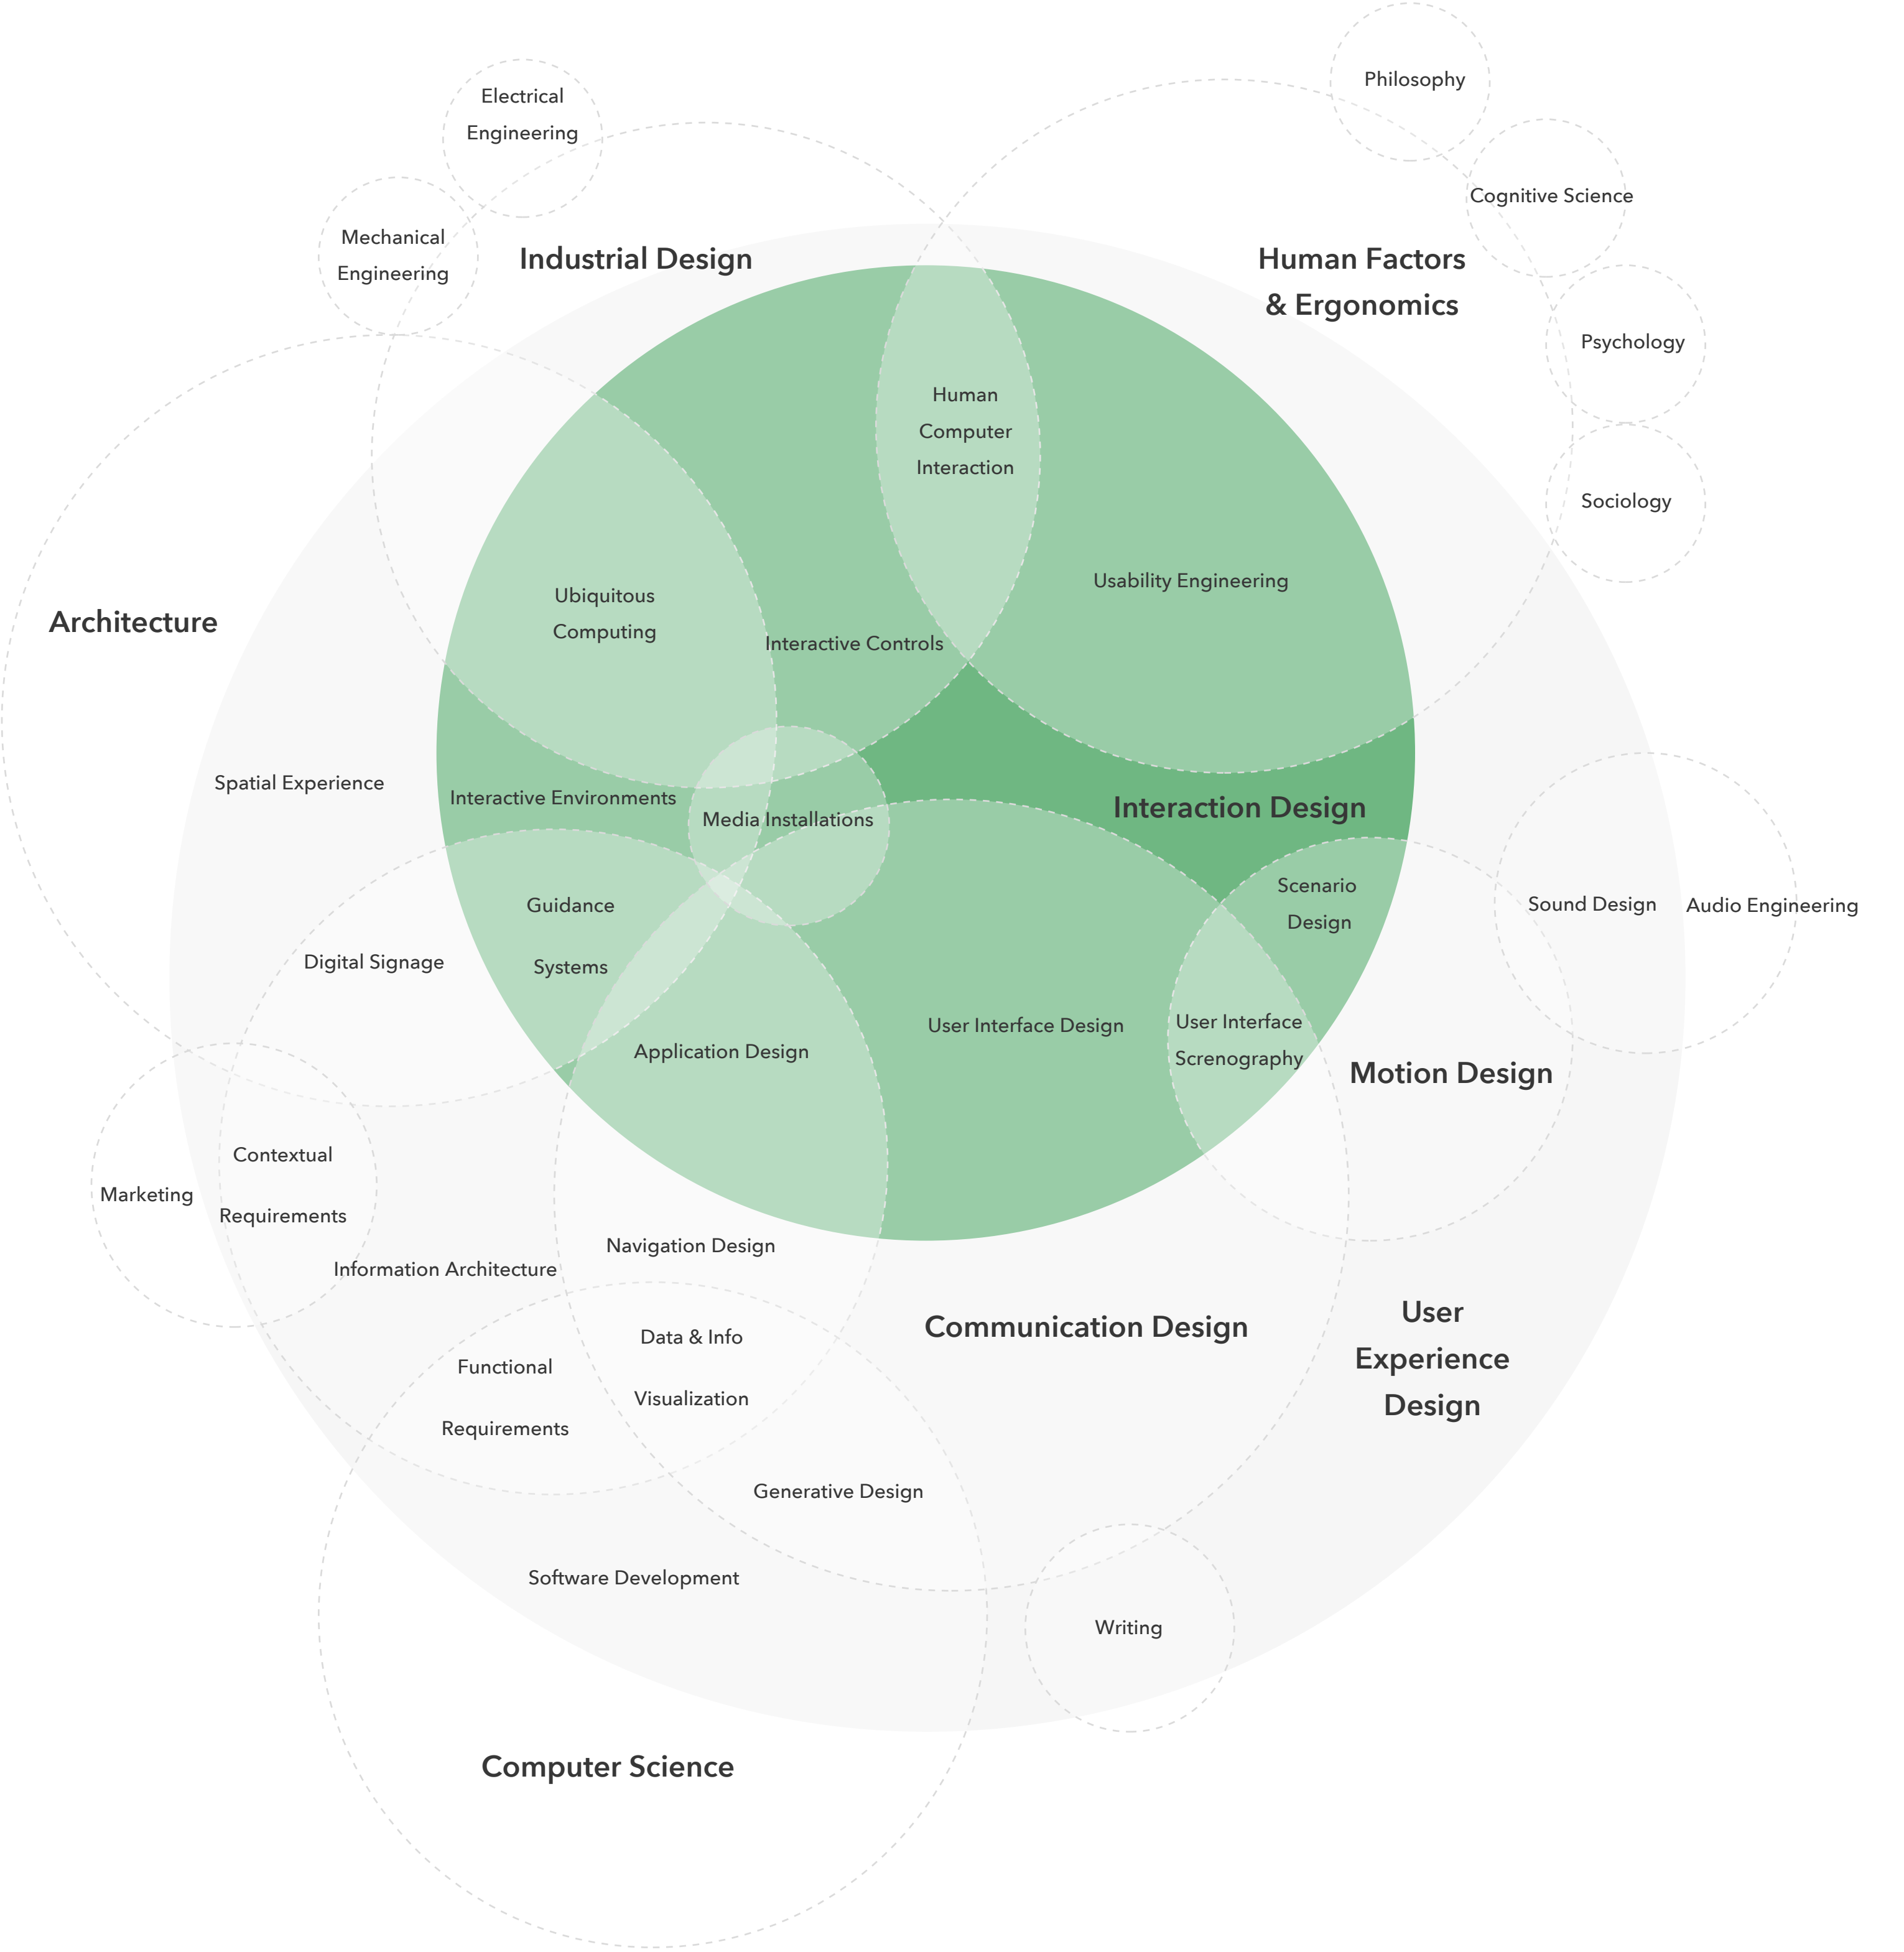 Philosophy
Electrical
Engineering
Cognitive Science
Mechanical
Engineering
Industrial Design
Human Factors
& Ergonomics
Psychology
Human
Computer
Interaction
Sociology
Usability Engineering
Ubiquitous
Computing
Architecture
Interactive Controls
Spatial Experience
Interactive Environments
Media Installations
Interaction Design
Scenario
Design
Guidance
Systems
Sound Design
Audio Engineering
Digital Signage
User Interface Design
User Interface
Screnography
Application Design
Motion Design
Contextual
Requirements
Marketing
Navigation Design
Information Architecture
Communication Design
User
Experience
Design
Data & Info
Visualization
Functional
Requirements
Generative Design
Software Development
Writing
Computer Science